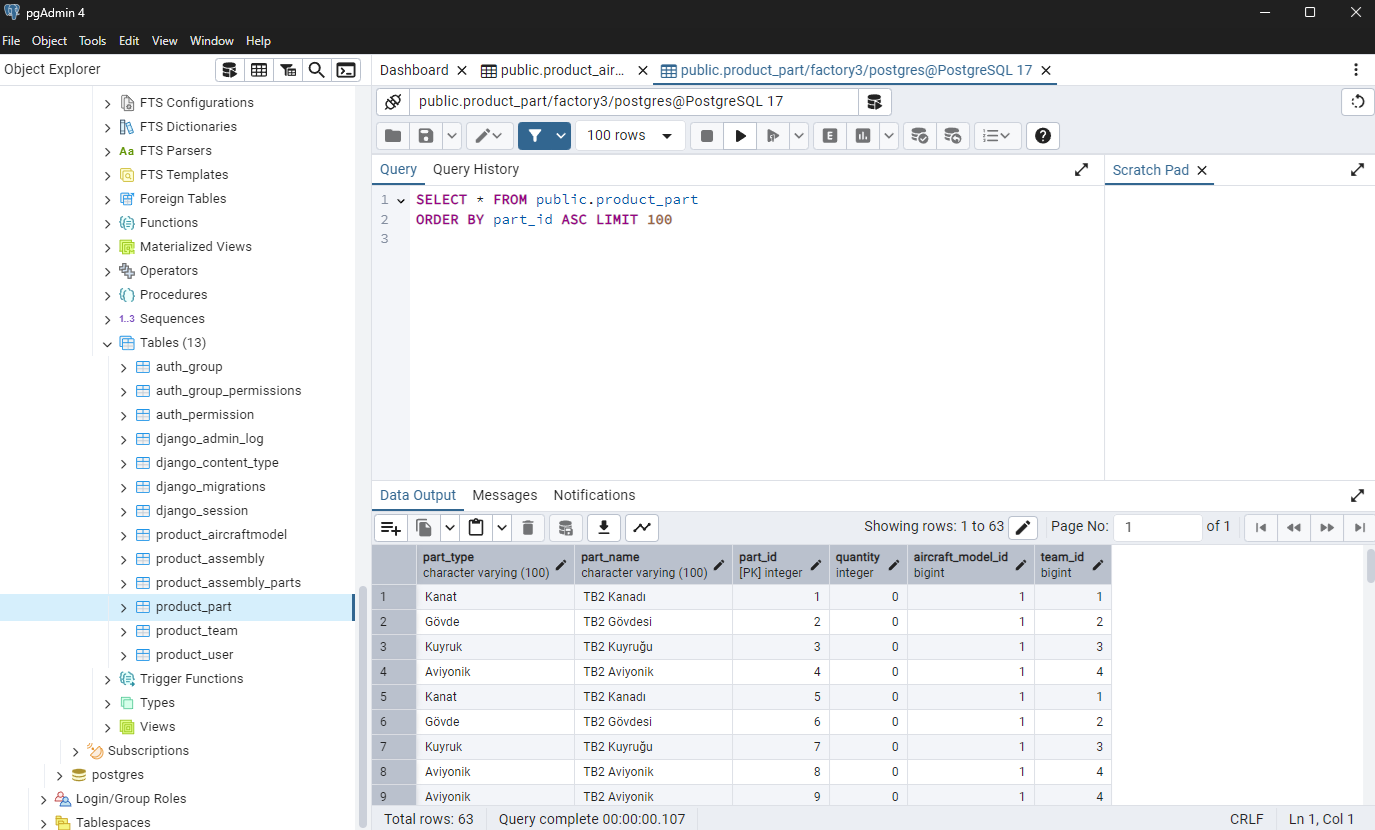 pgAdmin 4
File Object Tools Edit View Window Help
Object Explorer
Dashboard
public.product_air...
public.product_part/factory3/postgres@PostgreSQL 17
public.product_part/factory3/postgres@PostgreSQL 17
100 rows
E
Query Query History
Scratch Pad
1 SELECT * FROM public.product_part
2 ORDER BY part_id ASC LIMIT 100
3
FTS Configurations
FTS Dictionaries
Aa FTS Parsers
FTS Templates
Foreign Tables
Functions
Materialized Views
Operators
Procedures
1..3 Sequences
Tables (13)
auth_group
auth_group_permissions
auth_permission
django_admin_log
django_content_type
django_migrations
django_session
product_aircraftmodel
product_assembly
product_assembly_parts
product_part
product_team
product_user
Trigger Functions
Types
Views
Subscriptions
postgres
Login/Group Roles
Tablespaces
Data Output Messages Notifications
Showing rows: 1 to 63 Page No: 1 of 1
part_type part_name part_id quantity aircraft_model_id team_id
character varying (100) character varying (100) [PK] integer integer bigint bigint
1 Kanat TB2 Kanadı 1 0 1 1
2 Gövde TB2 Gövdesi 2 0 1 2
3 Kuyruk TB2 Kuyruğu 3 0 1 3
4 Aviyonik TB2 Aviyonik 4 0 1 4
5 Kanat TB2 Kanadı 5 0 1 1
6 Gövde TB2 Gövdesi 6 0 1 2
7 Kuyruk TB2 Kuyruğu 7 0 1 3
8 Aviyonik TB2 Aviyonik 8 0 1 4
9 Aviyonik TB2 Aviyonik 9 0 1 4
Total rows: 63 Query complete 00:00:00.107 CRLF Ln 1, Col 1